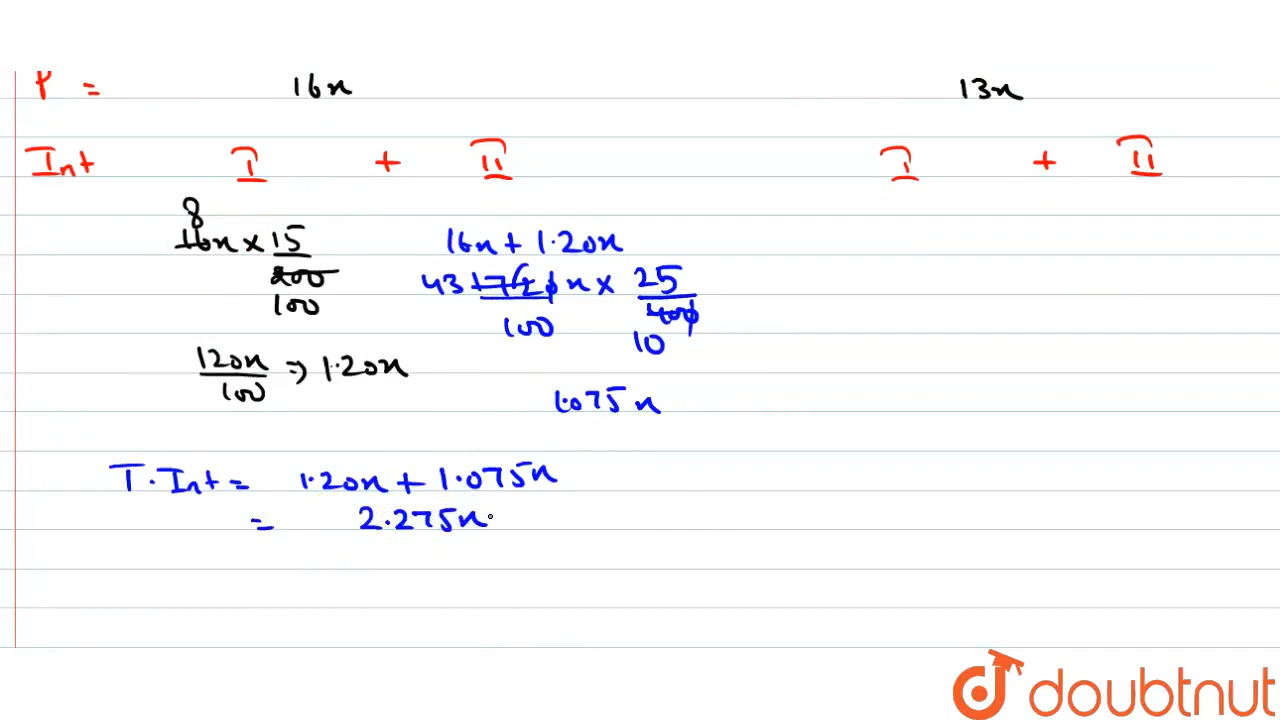 P = 16x 13x
Int I + II I + II
8
16x × 15 16x + 1.20x
200 43 1720x × 25
100 100 400
10
120x => 1.20x
100
1.075x
T. Int = 1.20x + 1.075x
= 2.275x
doubtnut